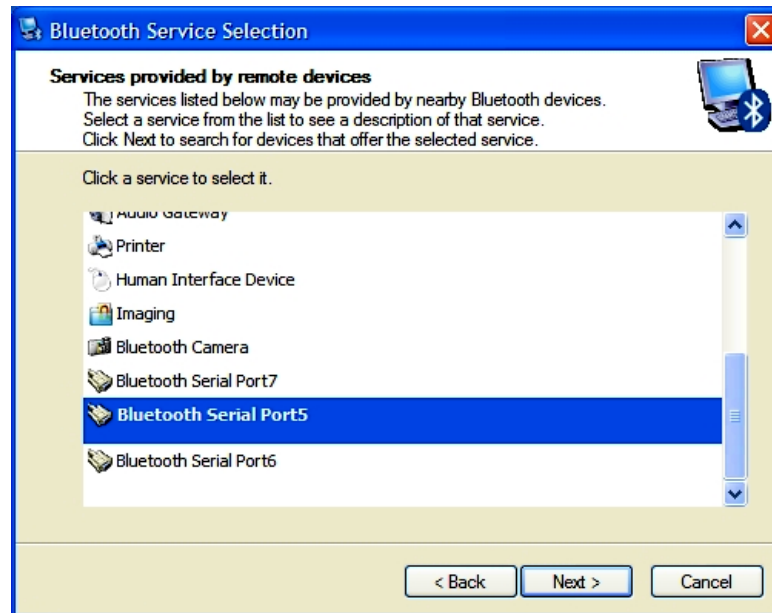 Bluetooth Service Selection
Services provided by remote devices
The services listed below may be provided by nearby Bluetooth devices.
Select a service from the list to see a description of that service.
Click Next to search for devices that offer the selected service.
Click a service to select it.
Audio Gateway
Printer
Human Interface Device
Imaging
Bluetooth Camera
Bluetooth Serial Port7
Bluetooth Serial Port5
Bluetooth Serial Port6
< Back Next > Cancel